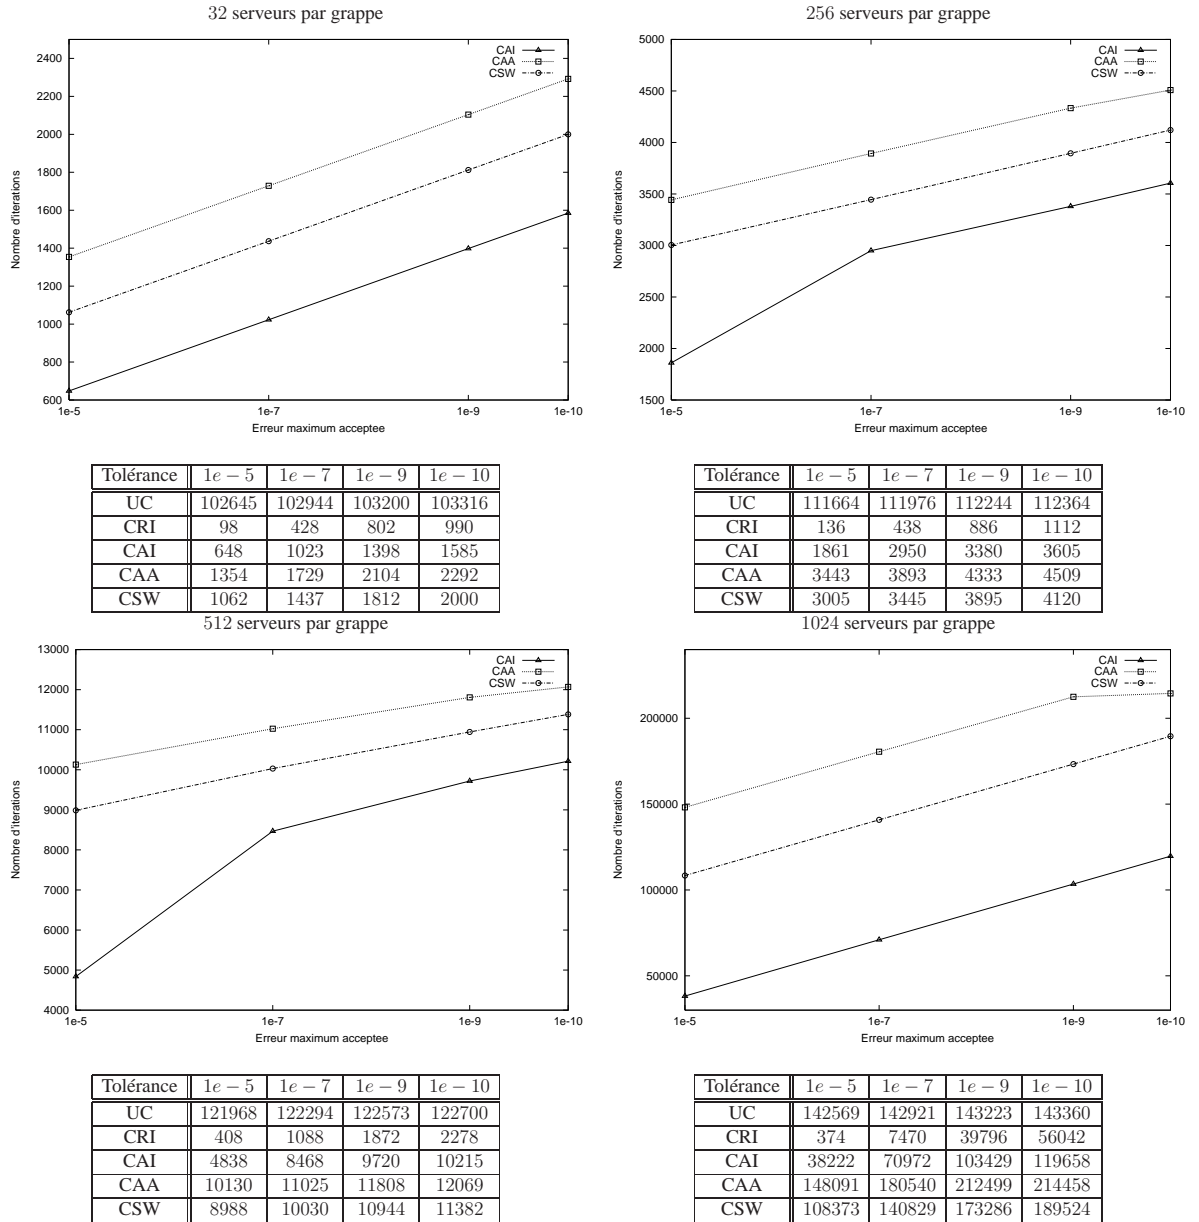 32 serveurs par grappe
2400
2200
2000
1800
1600
1400
1200
1000
800
600
Nombre d'iterations
CAI
CAA
CSW
1e-5 1e-7 1e-9 1e-10
Erreur maximum acceptee
Tolérance 1e − 5 1e − 7 1e − 9 1e − 10
UC 102645 102944 103200 103316
CRI 98 428 802 990
CAI 648 1023 1398 1585
CAA 1354 1729 2104 2292
CSW 1062 1437 1812 2000
256 serveurs par grappe
5000
4500
4000
3500
3000
2500
2000
1500
Nombre d'iterations
CAI
CAA
CSW
1e-5 1e-7 1e-9 1e-10
Erreur maximum acceptee
Tolérance 1e − 5 1e − 7 1e − 9 1e − 10
UC 111664 111976 112244 112364
CRI 136 438 886 1112
CAI 1861 2950 3380 3605
CAA 3443 3893 4333 4509
CSW 3005 3445 3895 4120
512 serveurs par grappe
13000
12000
11000
10000
9000
8000
7000
6000
5000
4000
Nombre d'iterations
CAI
CAA
CSW
1e-5 1e-7 1e-9 1e-10
Erreur maximum acceptee
Tolérance 1e − 5 1e − 7 1e − 9 1e − 10
UC 121968 122294 122573 122700
CRI 408 1088 1872 2278
CAI 4838 8468 9720 10215
CAA 10130 11025 11808 12069
CSW 8988 10030 10944 11382
1024 serveurs par grappe
200000
150000
100000
50000
Nombre d'iterations
CAI
CAA
CSW
1e-5 1e-7 1e-9 1e-10
Erreur maximum acceptee
Tolérance 1e − 5 1e − 7 1e − 9 1e − 10
UC 142569 142921 143223 143360
CRI 374 7470 39796 56042
CAI 38222 70972 103429 119658
CAA 148091 180540 212499 214458
CSW 108373 140829 173286 189524